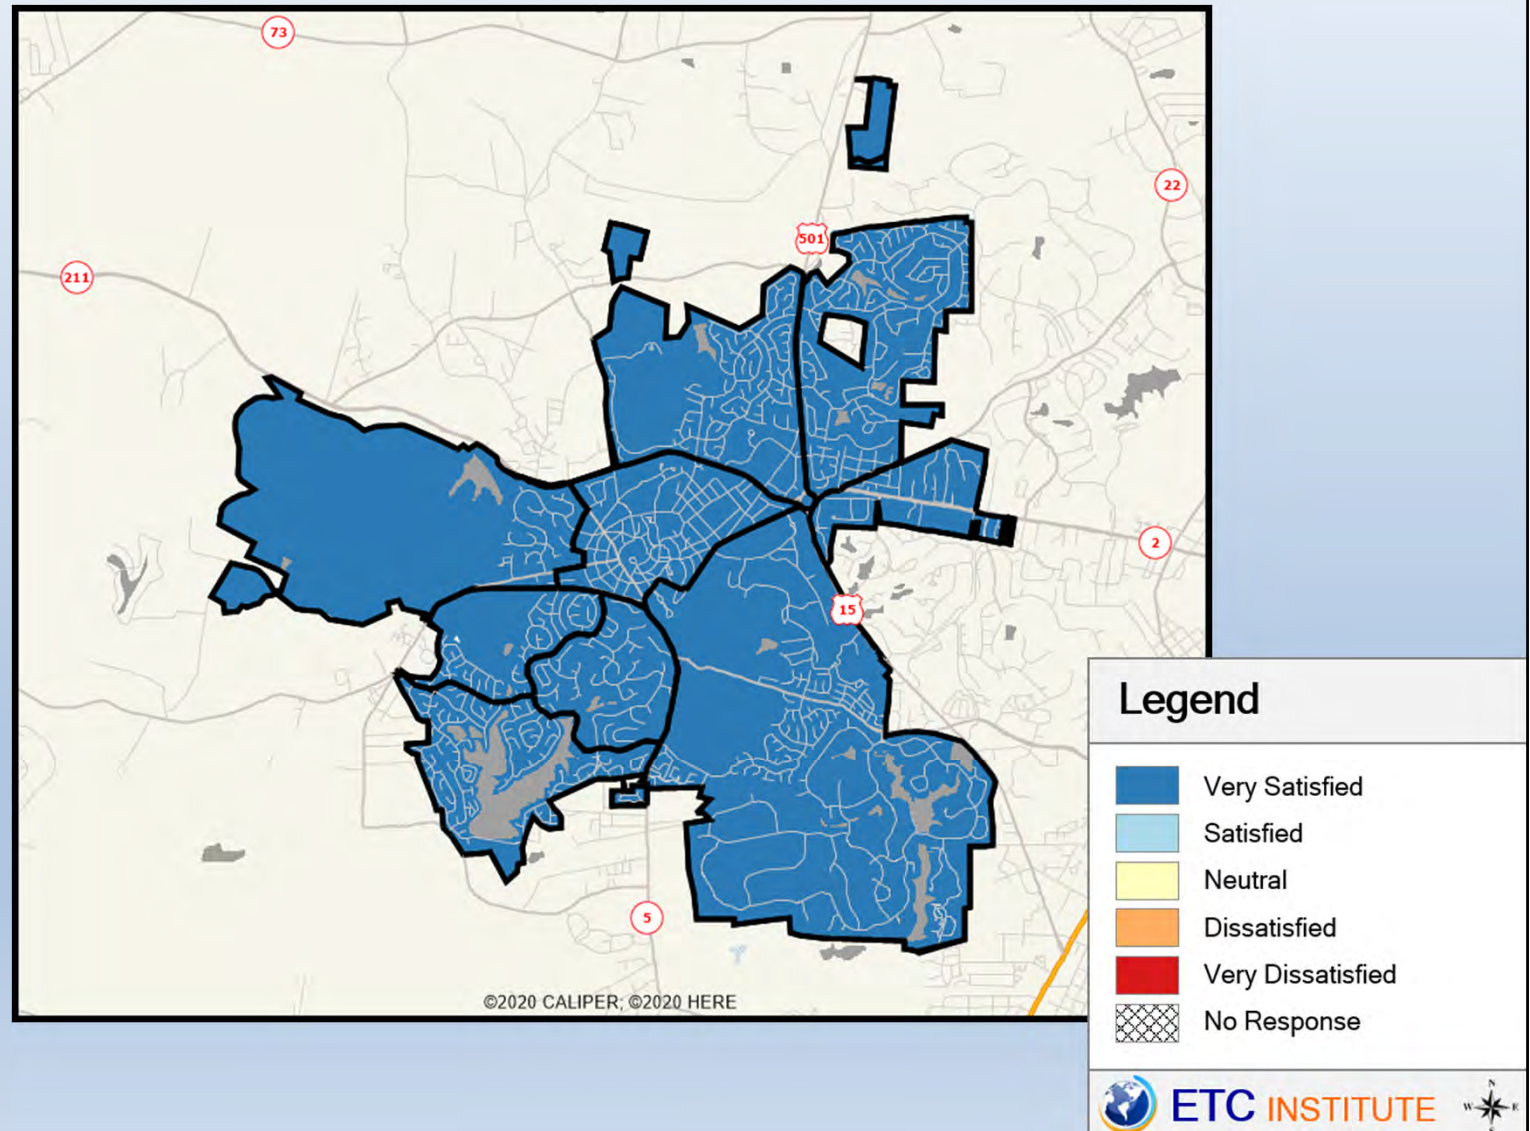 73
22
501
211
2
15
5
©2020 CALIPER; ©2020 HERE
Legend
Very Satisfied
Satisfied
Neutral
Dissatisfied
Very Dissatisfied
No Response
ETC INSTITUTE
N
W E
S